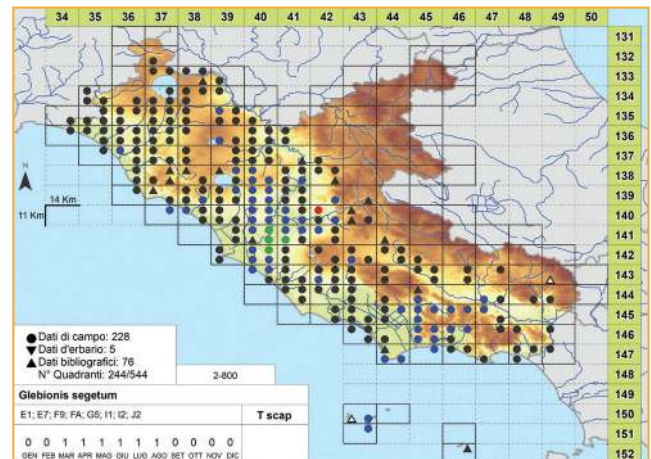 34 35 36 37 38 39 40 41 42 43 44 45 46 47 48 49 50
131
132
133
134
135
136
137
138
139
140
141
142
143
144
145
146
147
148
149
150
151
152
N
14 Km
11 Km
● Dati di campo: 228
▼ Dati d'erbario: 5
▲ Dati bibliografici: 76
N° Quadranti: 244/544
2-800
Glebionis segetum
E1; E7; F9; FA; G5; I1; I2; J2 T scap
0 0 1 1 1 1 1 1 0 0 0 0
GEN FEB MAR APR MAG GIU LUG AGO SET OTT NOV DIC